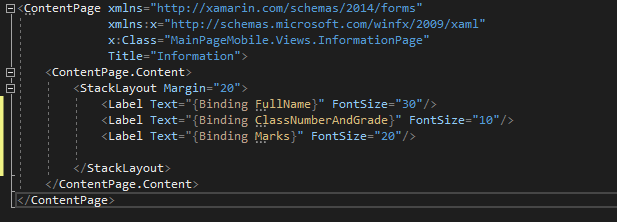 <ContentPage xmlns="http://xamarin.com/schemas/2014/forms"
xmlns:x="http://schemas.microsoft.com/winfx/2009/xaml"
x:Class="MainPageMobile.Views.InformationPage"
Title="Information">
<ContentPage.Content>
<StackLayout Margin="20">
<Label Text="{Binding FullName}" FontSize="30"/>
<Label Text="{Binding ClassNumberAndGrade}" FontSize="10"/>
<Label Text="{Binding Marks}" FontSize="20"/>
</StackLayout>
</ContentPage.Content>
</ContentPage>